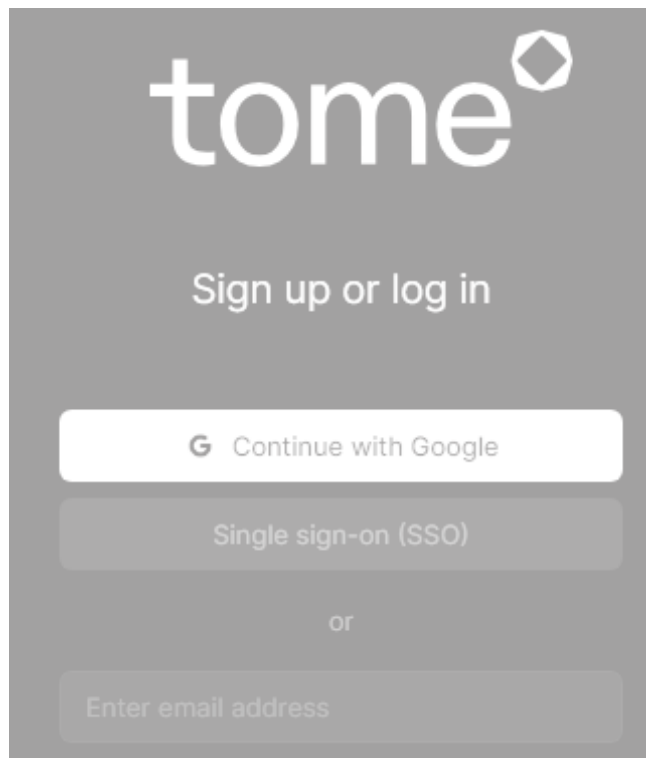 tome
Sign up or log in
G Continue with Google
Single sign-on (SSO)
or
Enter email address